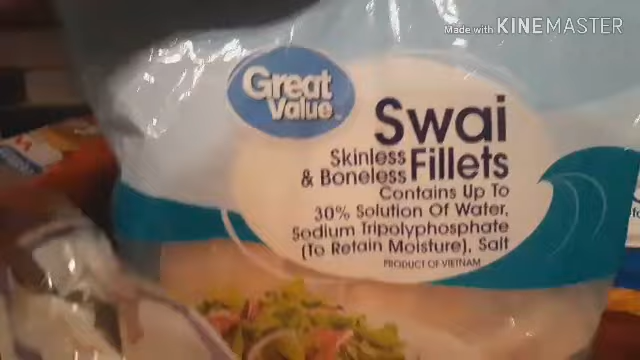 Made with KINEMASTER
Great
Value
Swai
Skinless
& Boneless Fillets
Contains Up To
30% Solution Of Water,
Sodium Tripolyphosphate
(To Retain Moisture), Salt
PRODUCT OF VIETNAM